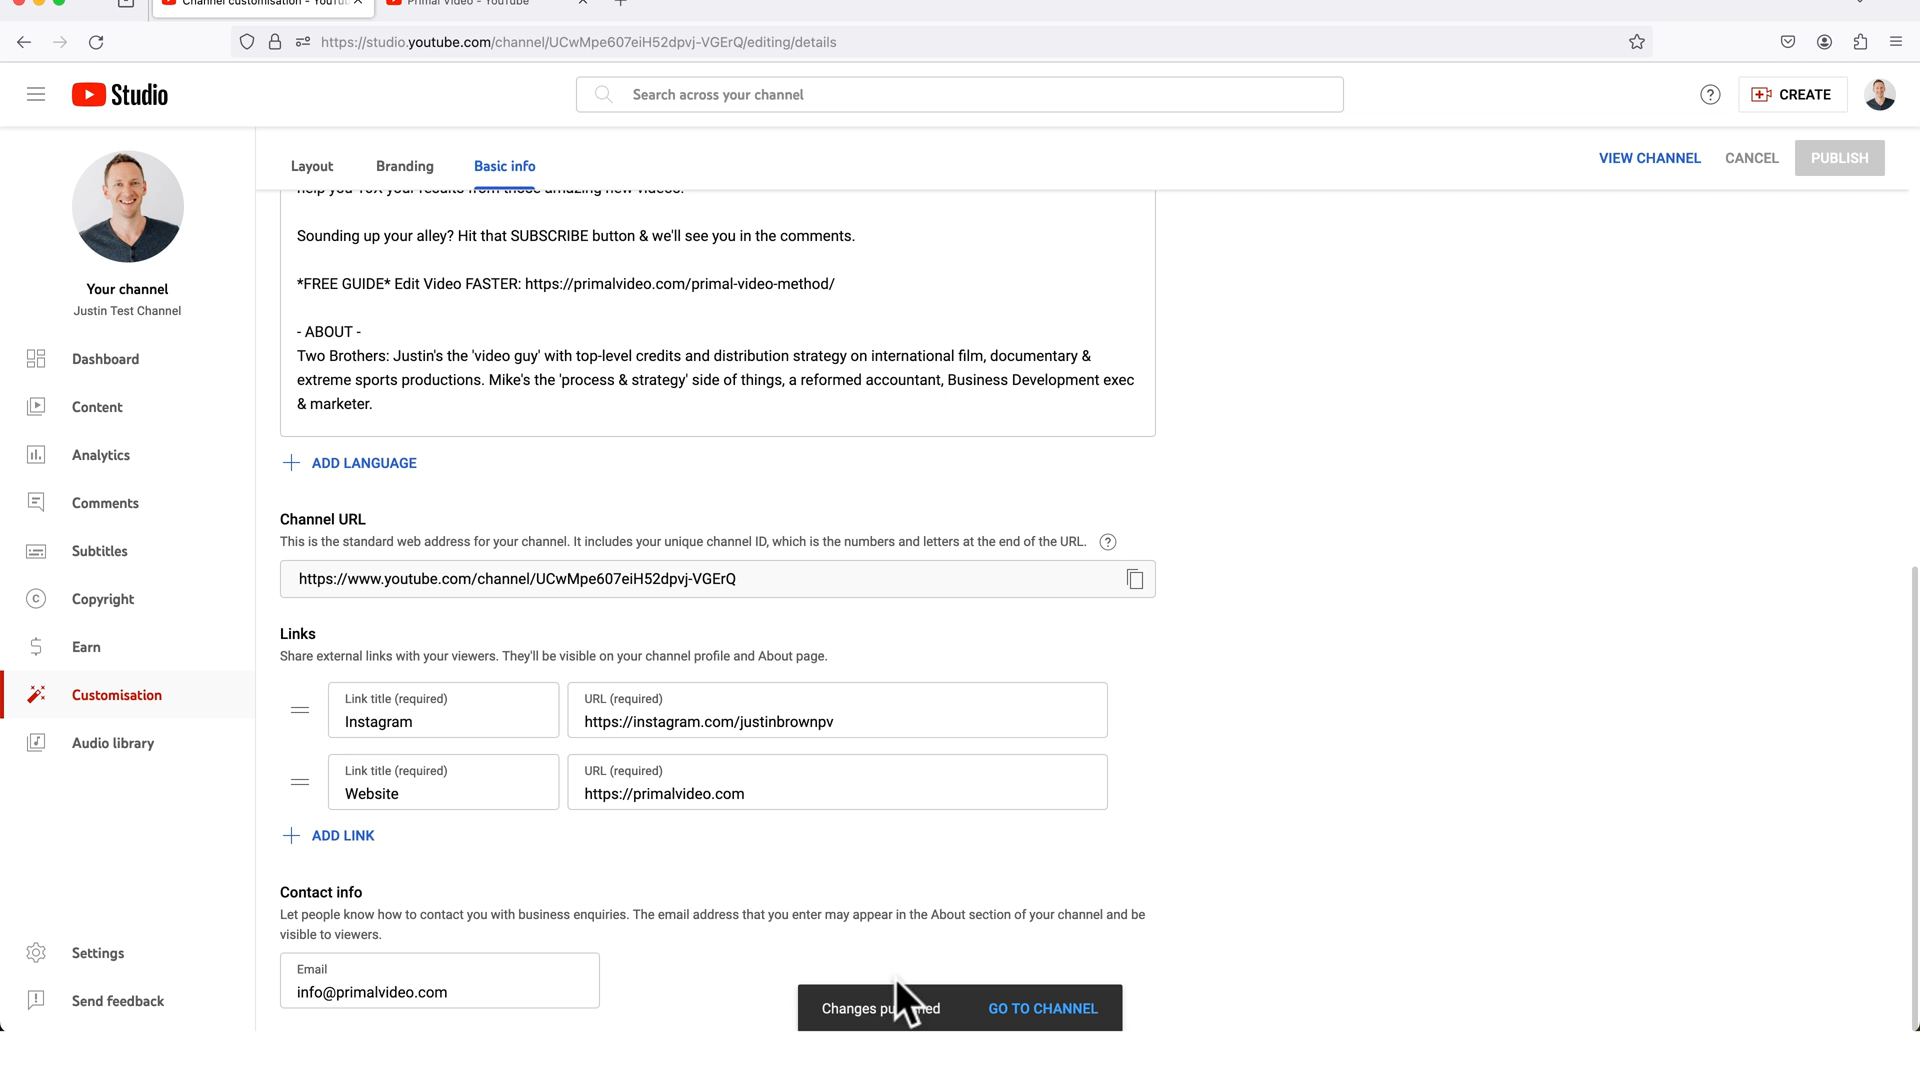 Channel customisation - YouTu
Primal Video - YouTube
https://studio.youtube.com/channel/UCwMpe607eiH52dpvj-VGErQ/editing/details
Studio
Search across your channel
CREATE
Layout
Branding
Basic info
VIEW CHANNEL
CANCEL
PUBLISH
help you 10X your results from those amazing new videos.
Sounding up your alley? Hit that SUBSCRIBE button & we'll see you in the comments.
*FREE GUIDE* Edit Video FASTER: https://primalvideo.com/primal-video-method/
- ABOUT -
Two Brothers: Justin's the 'video guy' with top-level credits and distribution strategy on international film, documentary &
extreme sports productions. Mike's the 'process & strategy' side of things, a reformed accountant, Business Development exec
& marketer.
ADD LANGUAGE
Your channel
Justin Test Channel
Dashboard
Content
Analytics
Comments
Subtitles
Copyright
Earn
Customisation
Audio library
Settings
Send feedback
Channel URL
This is the standard web address for your channel. It includes your unique channel ID, which is the numbers and letters at the end of the URL.
https://www.youtube.com/channel/UCwMpe607eiH52dpvj-VGErQ
Links
Share external links with your viewers. They'll be visible on your channel profile and About page.
Link title (required)
Instagram
URL (required)
https://instagram.com/justinbrownpv
Link title (required)
Website
URL (required)
https://primalvideo.com
ADD LINK
Contact info
Let people know how to contact you with business enquiries. The email address that you enter may appear in the About section of your channel and be
visible to viewers.
Email
info@primalvideo.com
Changes
GO TO CHANNEL